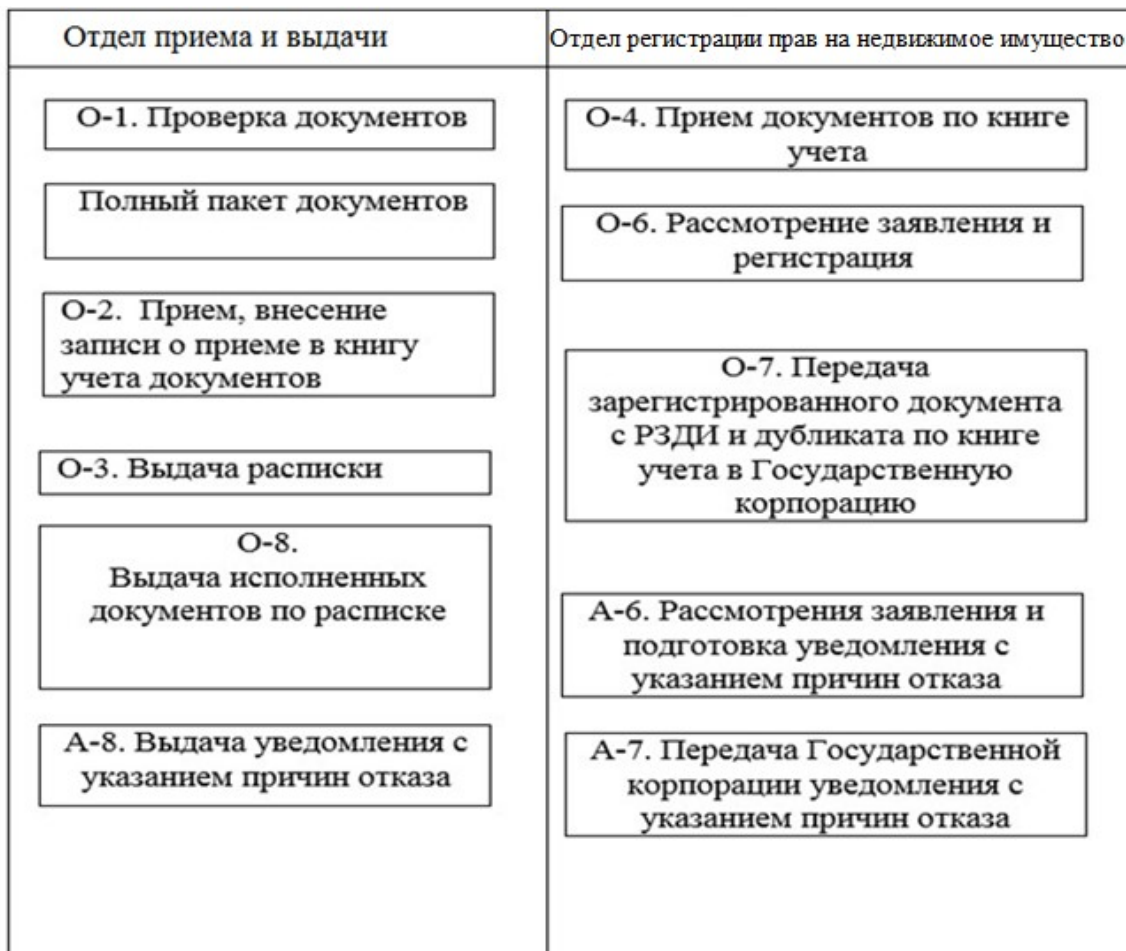 Отдел приема и выдачи
О-1. Проверка документов
Полный пакет документов
О-2.  Прием, внесение
записи о приеме в книгу
учета документов
О-3. Выдача расписки
О-8.
Выдача исполненных
документов по расписке
А-8. Выдача уведомления с
указанием причин отказа
Отдел регистрации прав на недвижимое имущество
О-4. Прием документов по книге
учета
О-6. Рассмотрение заявления и
регистрация
О-7. Передача
зарегистрированного документа
с РЗДИ и дубликата по книге
учета в Государственную
корпорацию
А-6. Рассмотрения заявления и
подготовка уведомления с
указанием причин отказа
А-7. Передача Государственной
корпорации уведомления с
указанием причин отказа